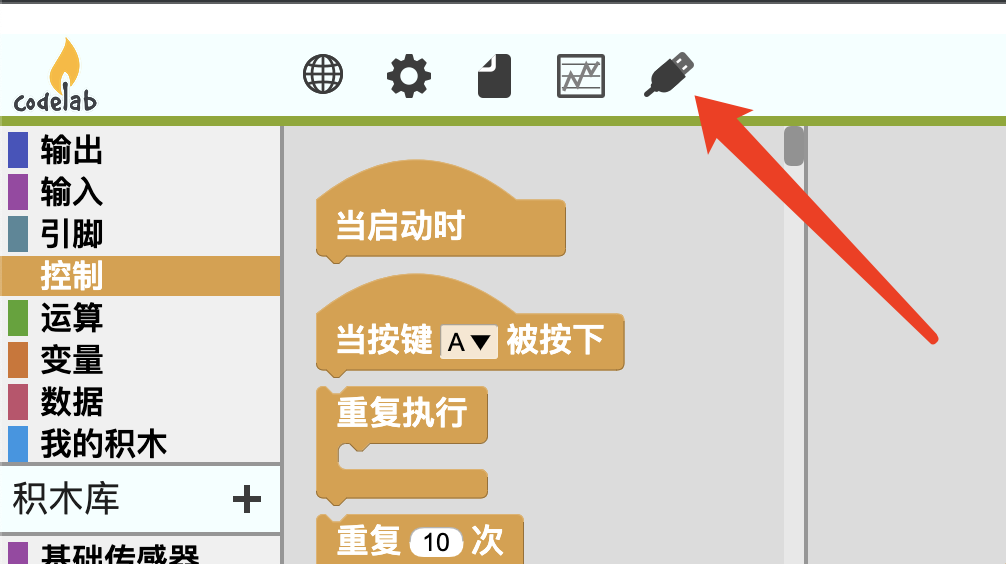 codelab
输出
输入
引脚
控制
运算
变量
数据
我的积木
积木库 +
基础传感器
当启动时
当按键 A▼ 被按下
重复执行
重复 10 次